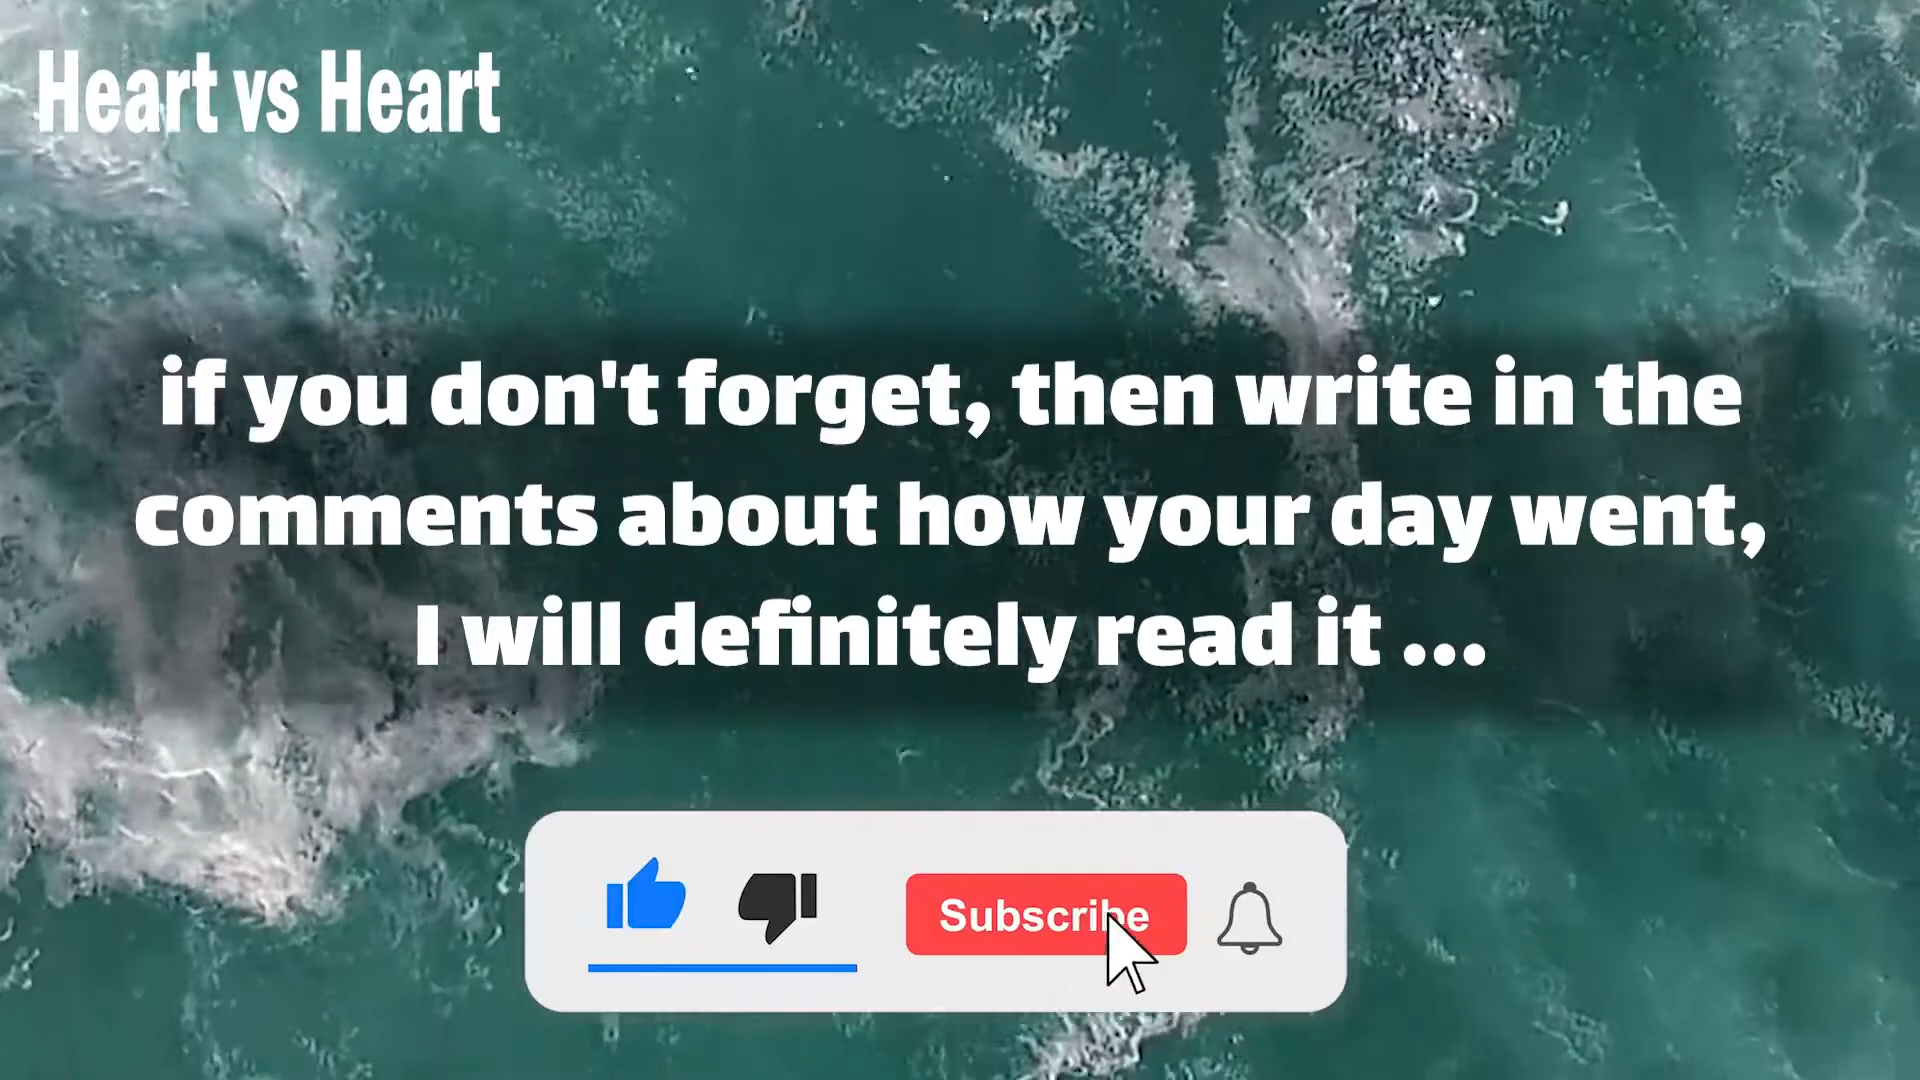 Heart vs Heart
if you don't forget, then write in the
comments about how your day went,
I will definitely read it ...
Subscribe